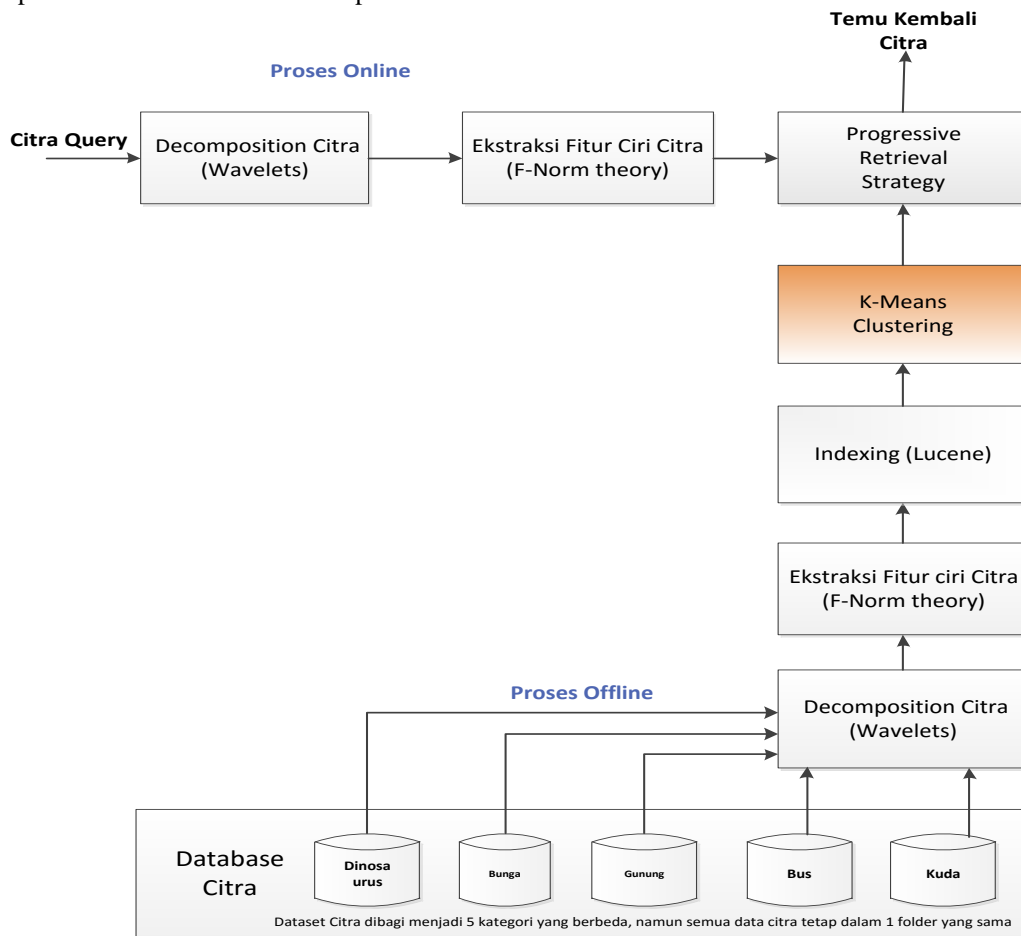 Temu Kembali
Citra
Proses Online
Citra Query
Decomposition Citra
(Wavelets)
Ekstraksi Fitur Ciri Citra
(F-Norm theory)
Progressive
Retrieval
Strategy
K-Means
Clustering
Indexing (Lucene)
Ekstraksi Fitur ciri Citra
(F-Norm theory)
Proses Offline
Decomposition Citra
(Wavelets)
Database
Citra
Dinosa
urus
Bunga
Gunung
Bus
Kuda
Dataset Citra dibagi menjadi 5 kategori yang berbeda, namun semua data citra tetap dalam 1 folder yang sama